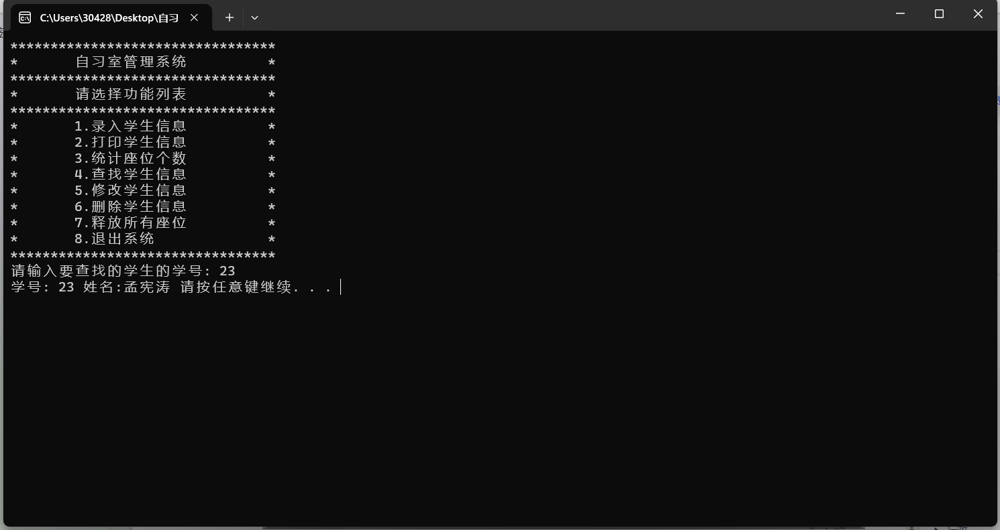 C:\Users\30428\Desktop\自习
*********************************
* 自习室管理系统 *
*********************************
* 请选择功能列表 *
*********************************
* 1.录入学生信息 *
* 2.打印学生信息 *
* 3.统计座位个数 *
* 4.查找学生信息 *
* 5.修改学生信息 *
* 6.删除学生信息 *
* 7.释放所有座位 *
* 8.退出系统 *
*********************************
请输入要查找的学生的学号: 23
学号: 23 姓名:孟宪涛 请按任意键继续. . .